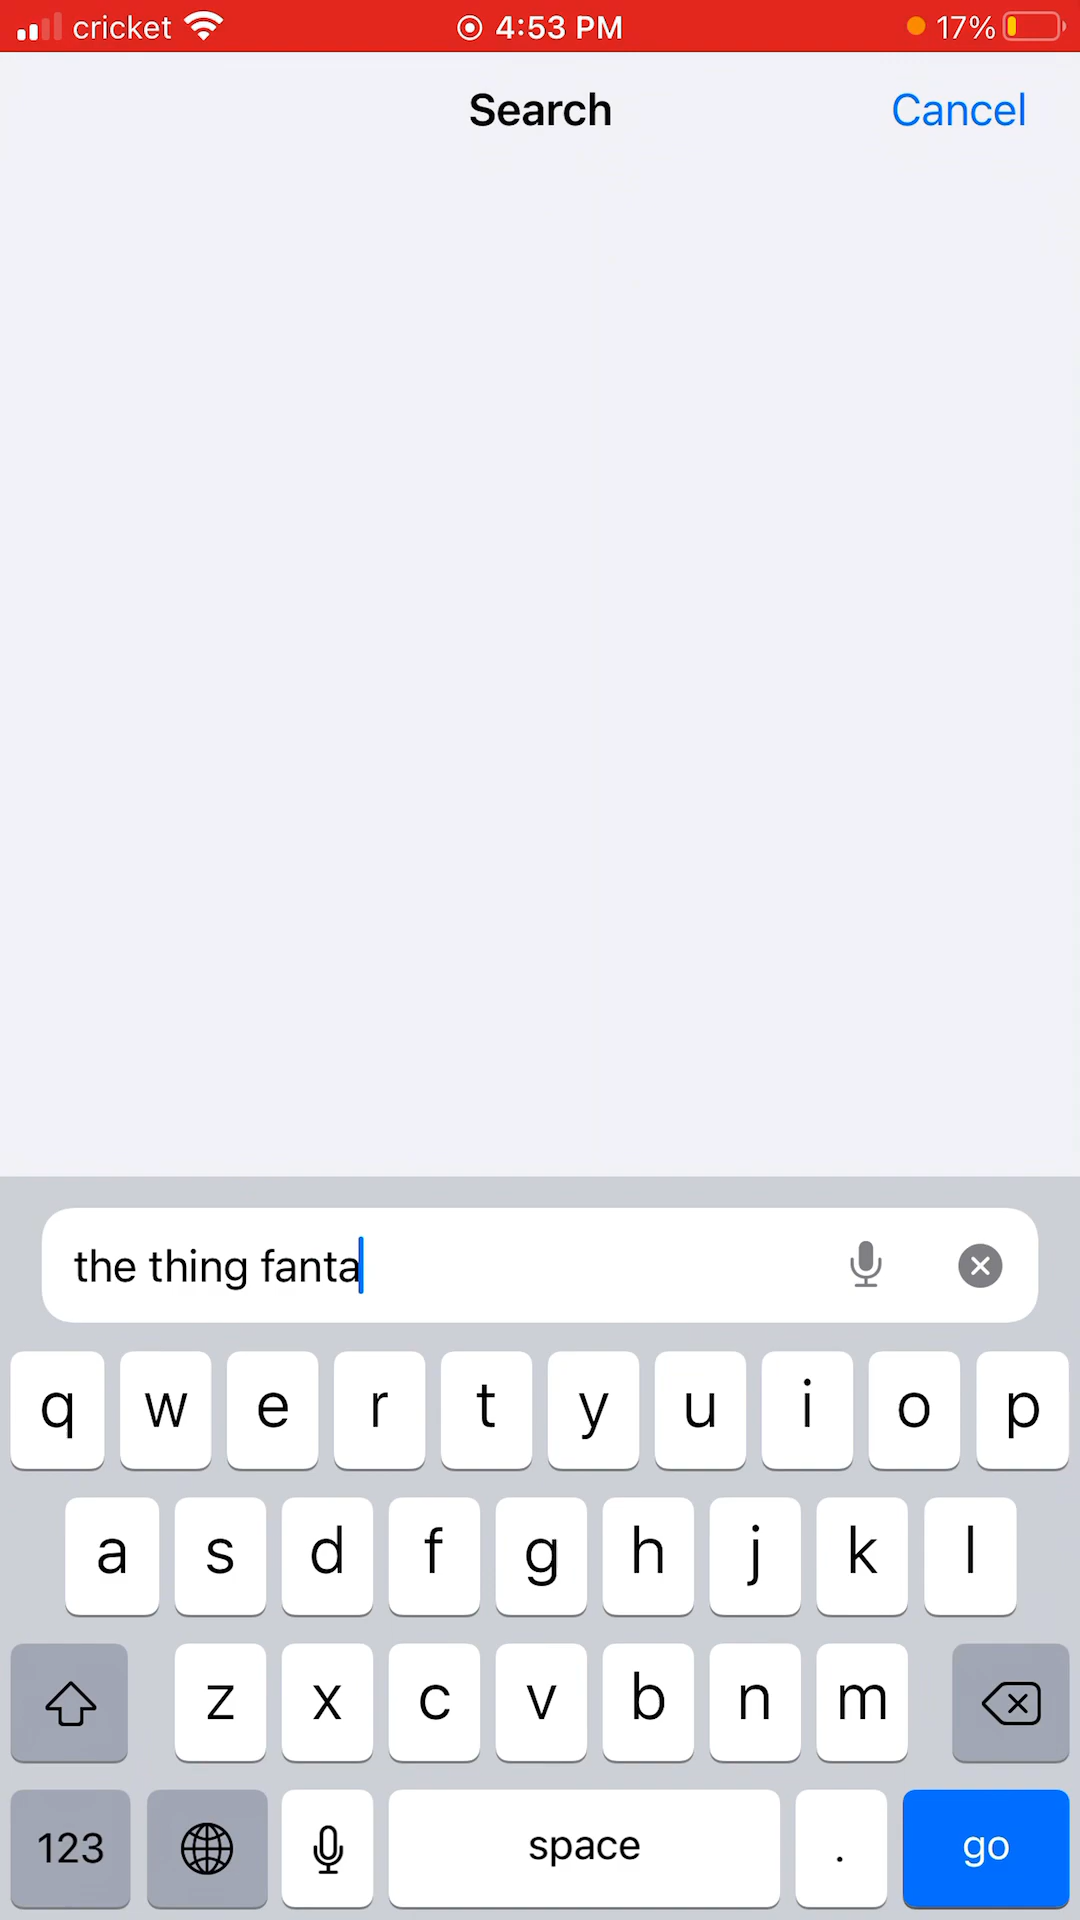 cricket 4:53 PM 17%
Search Cancel
the thing fanta
q w e r t y u i o p
a s d f g h j k l
z x c v b n m
123 space . go